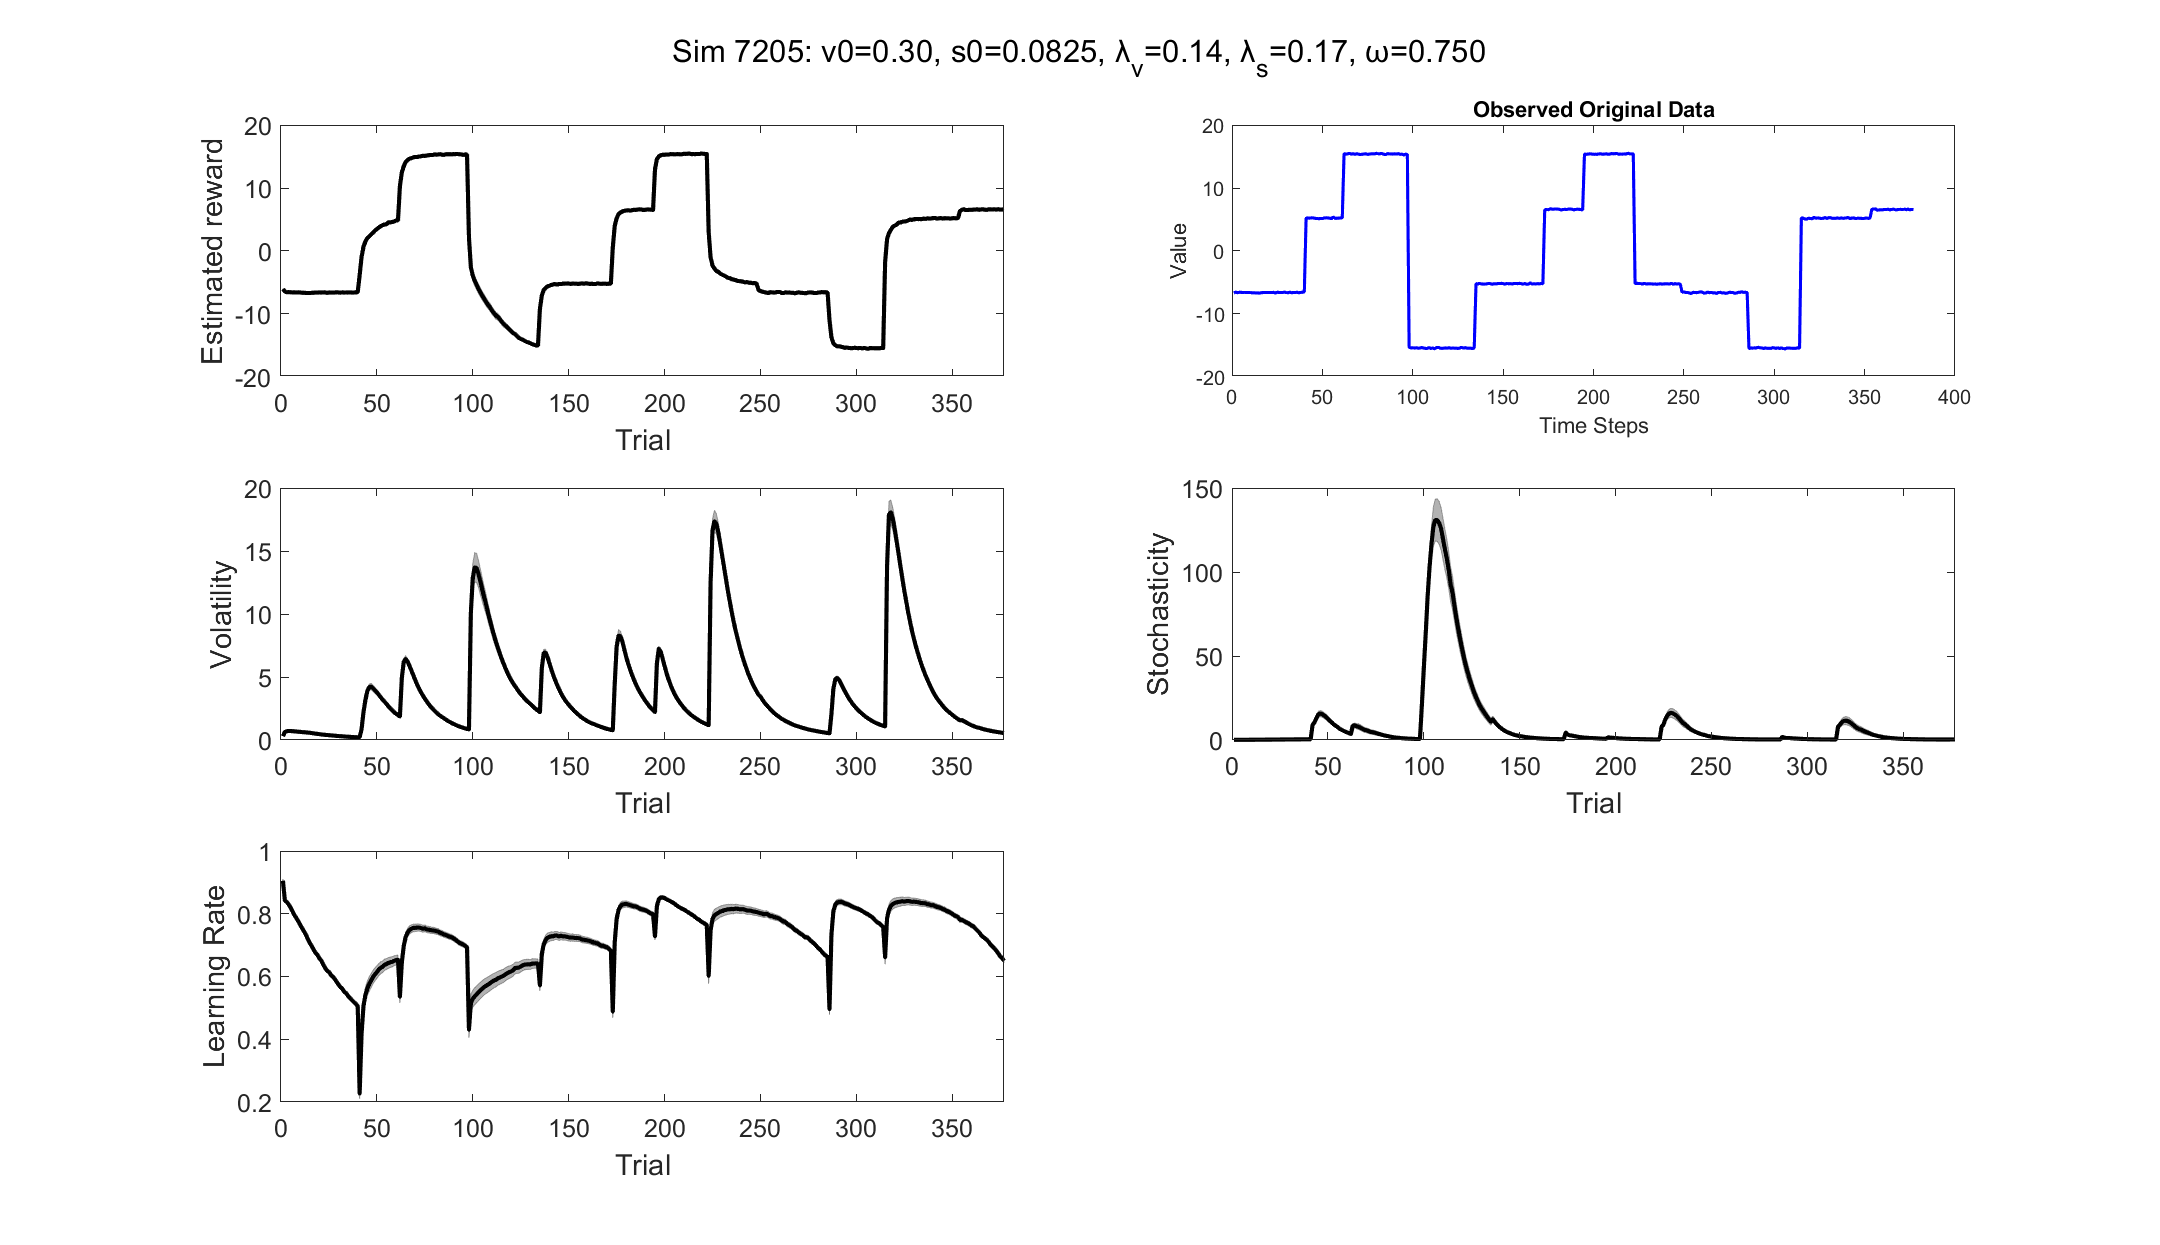 Sim 7205: v0=0.30, s0=0.0825, λ_v=0.14, λ_s=0.17, ω=0.750
Estimated reward
20
10
0
-10
-20
0 50 100 150 200 250 300 350
Trial
Observed Original Data
Value
20
10
0
-10
-20
0 50 100 150 200 250 300 350 400
Time Steps
Volatility
20
15
10
5
0
0 50 100 150 200 250 300 350
Trial
Stochasticity
150
100
50
0
0 50 100 150 200 250 300 350
Trial
Learning Rate
1
0.8
0.6
0.4
0.2
0 50 100 150 200 250 300 350
Trial